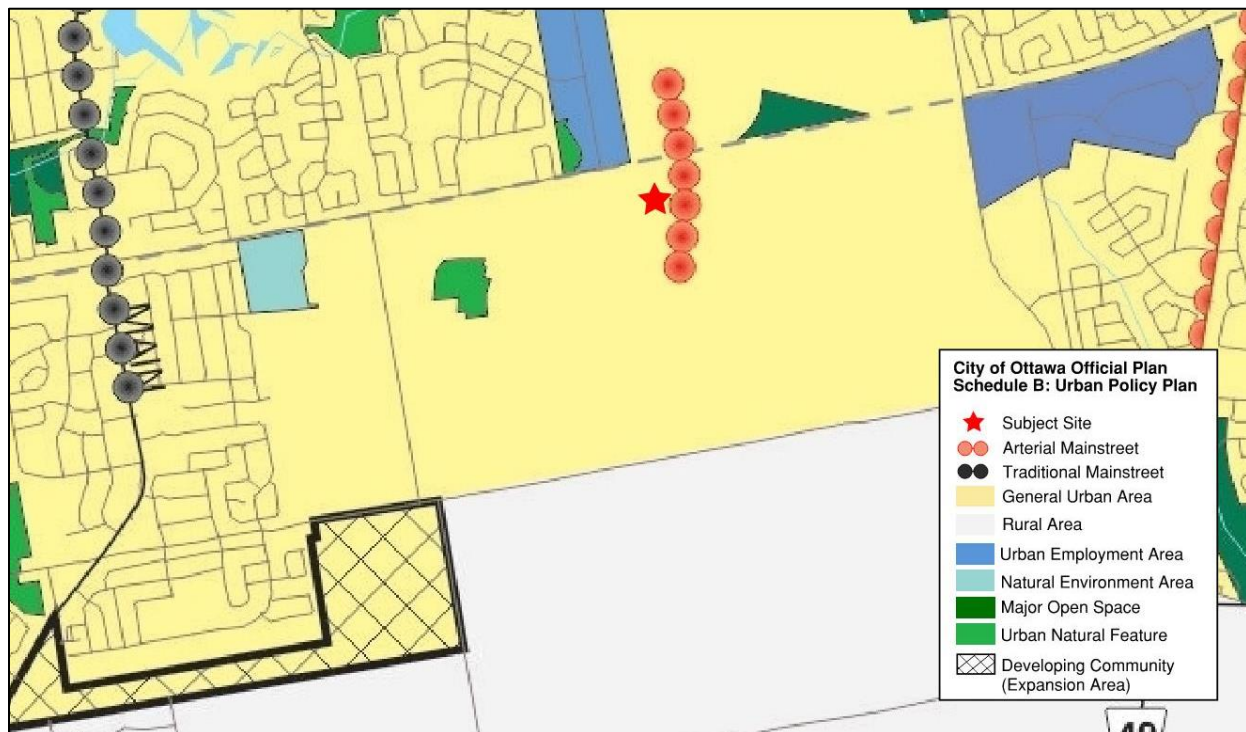 MAIN
City of Ottawa Official Plan
Schedule B: Urban Policy Plan
Subject Site
Arterial Mainstreet
Traditional Mainstreet
General Urban Area
Rural Area
Urban Employment Area
Natural Environment Area
Major Open Space
Urban Natural Feature
Developing Community
(Expansion Area)